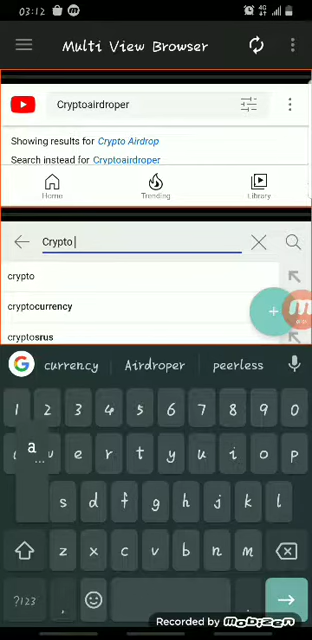 03:12
4G
Multi View Browser
Cryptoairdroper
Showing results for Crypto Airdrop
Search instead for Cryptoairdroper
Home
Trending
Library
Crypto
crypto
cryptocurrency
cryptosrus
+
G
currency
Airdroper
peerless
1 2 3 4 5 6 7 8 9 0
e r t y u i o p
a
...
s d f g h j k l
z x c v b n m
?123
,
.
Recorded by mobizen